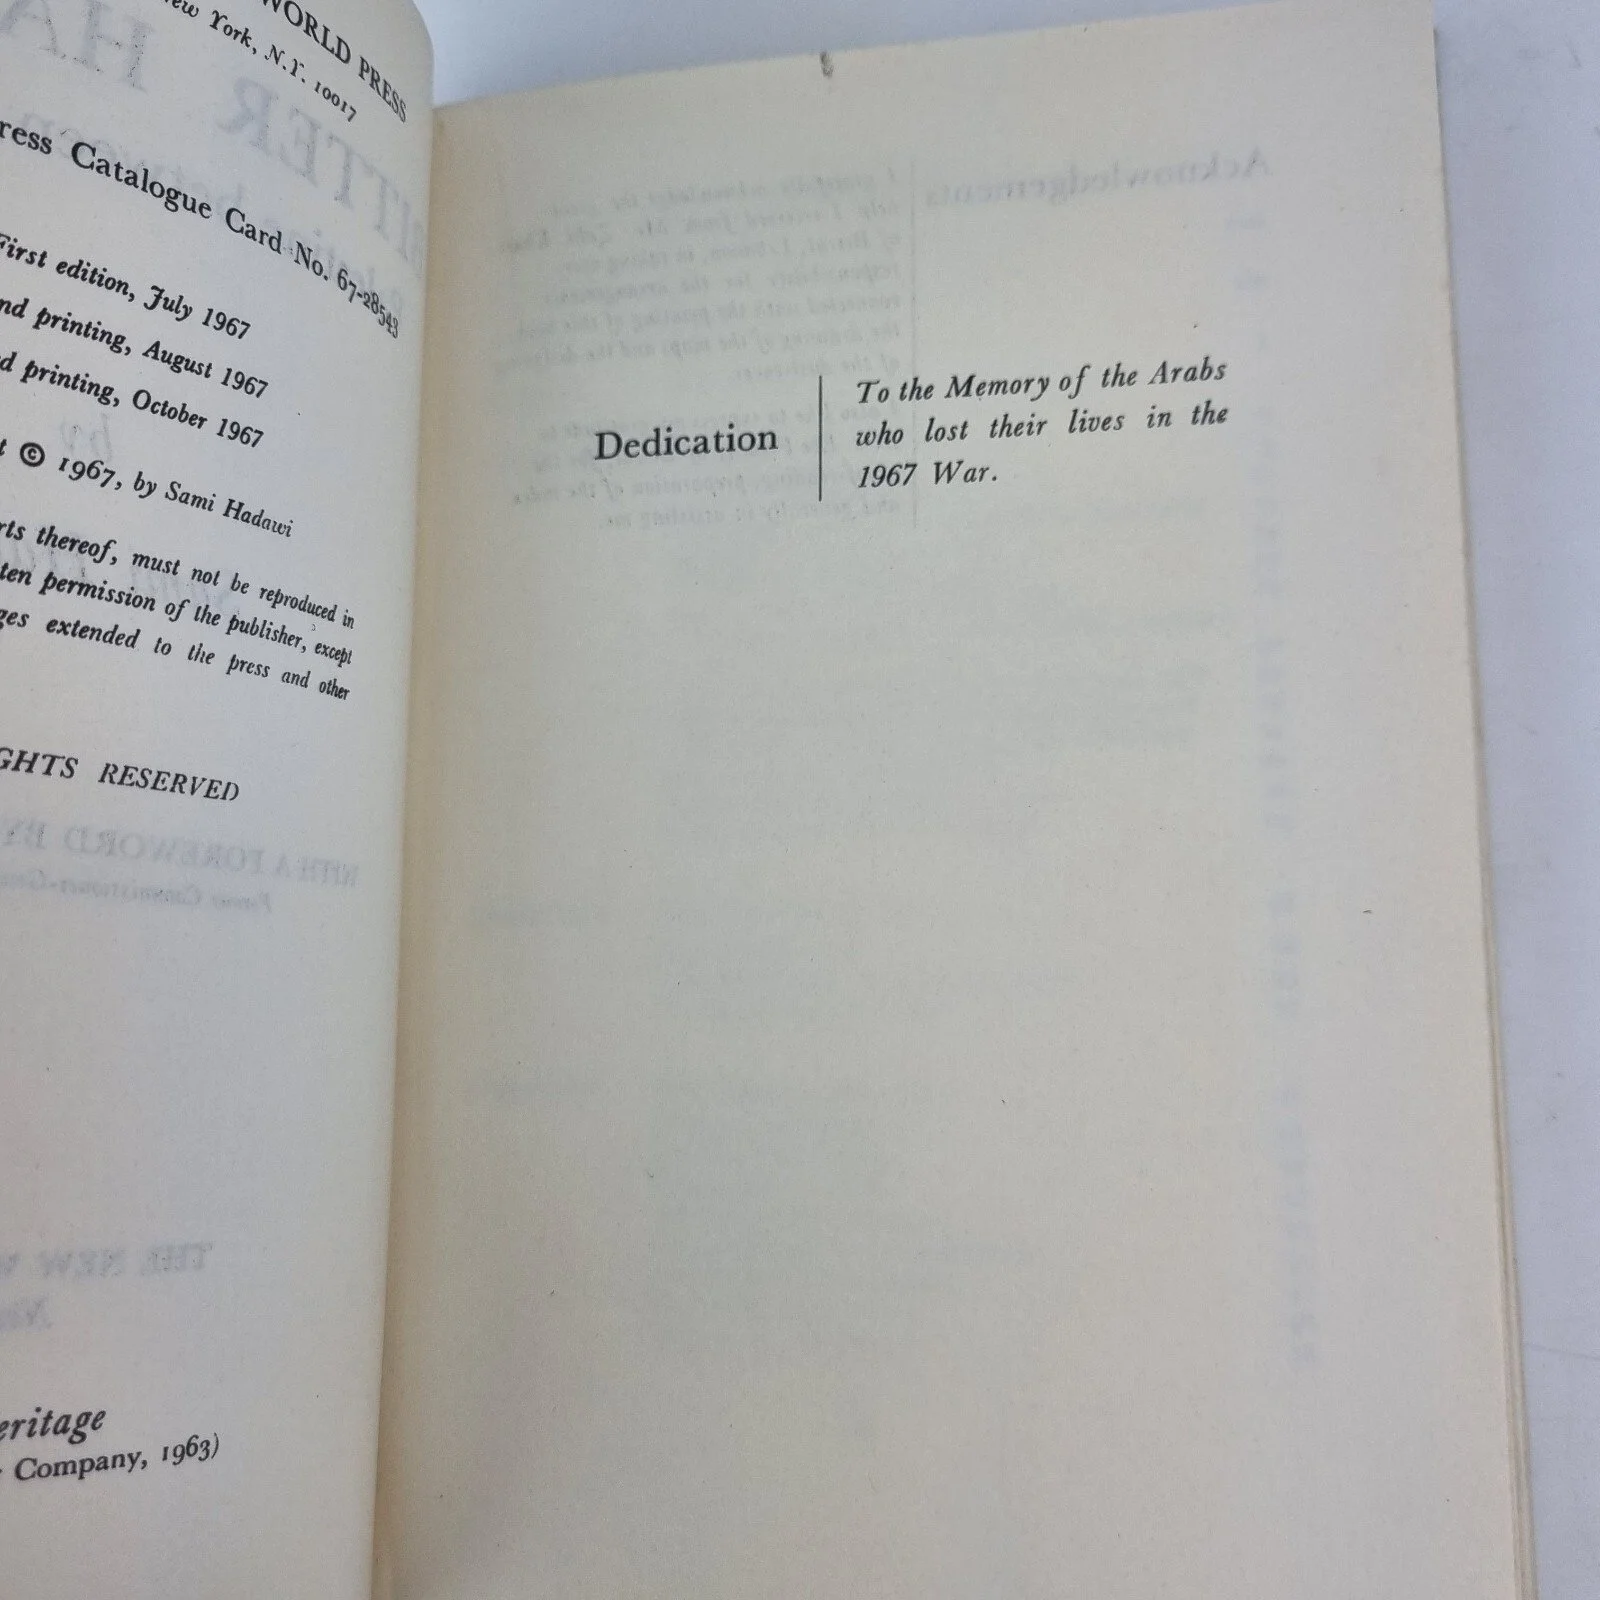 WORLD PRESS
New York, N.Y. 10017
ress Catalogue Card No. 67-28543
First edition, July 1967
nd printing, August 1967
d printing, October 1967
t © 1967, by Sami Hadawi
rts thereof, must not be reproduced in
ten permission of the publisher, except
ges extended to the press and other
GHTS RESERVED
eritage
Company, 1963)
Dedication
To the Memory of the Arabs
who lost their lives in the
1967 War.